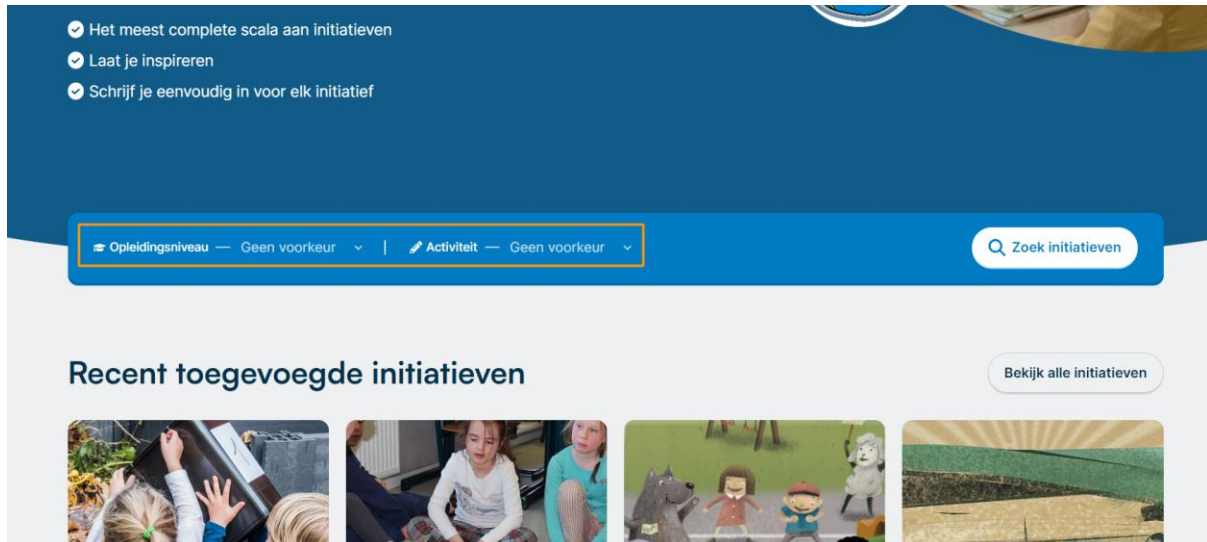 Het meest complete scala aan initiatieven
Laat je inspireren
Schrijf je eenvoudig in voor elk initiatief
Opleidingsniveau — Geen voorkeur | Activiteit — Geen voorkeur
Zoek initiatieven
Recent toegevoegde initiatieven
Bekijk alle initiatieven